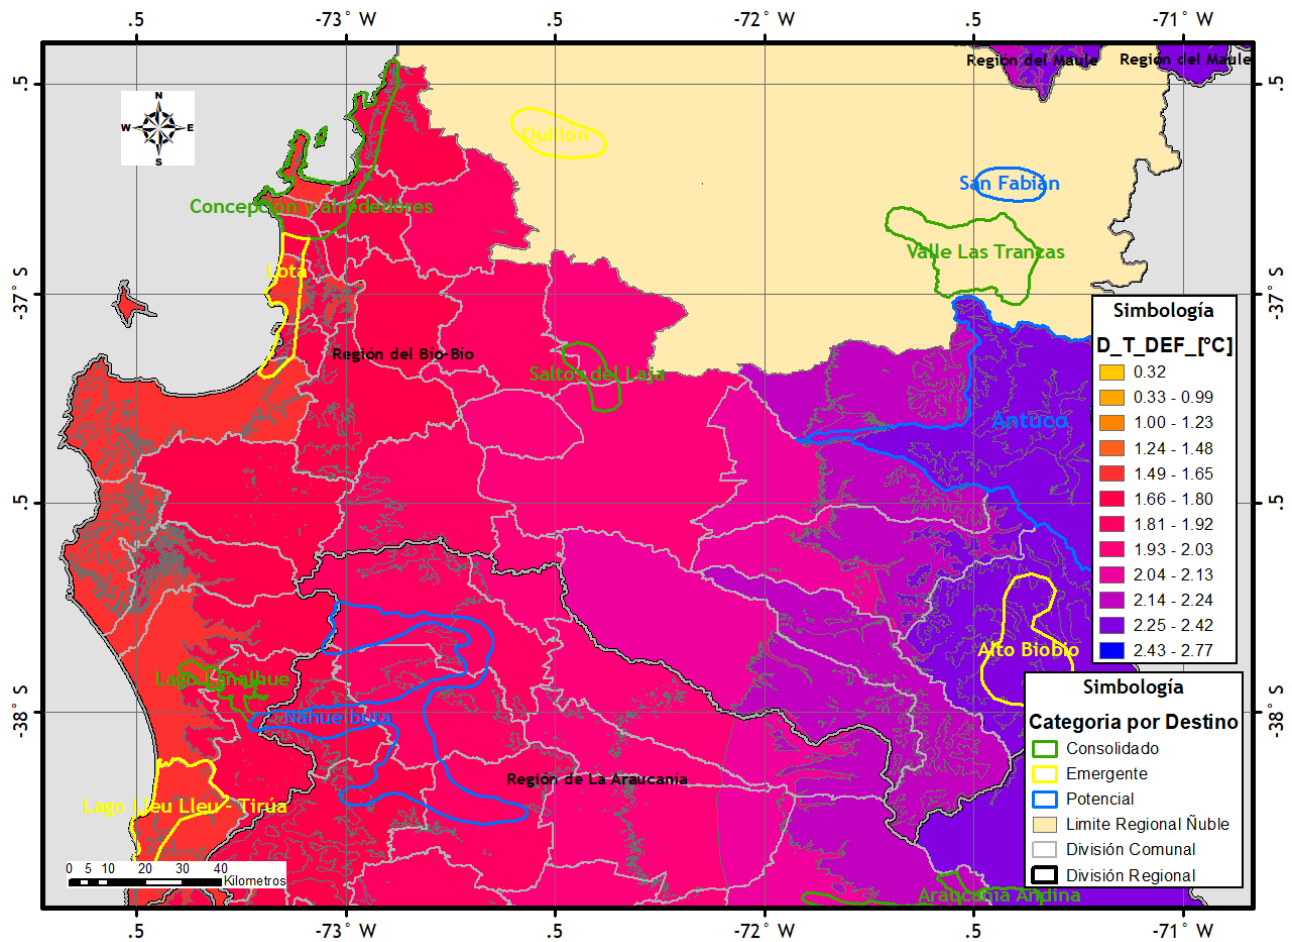 .5 -73° W .5 -72° W .5 -71° W
Región del Maule Región del Maule
.5 .5
N
W E
S
Quillón
San Fabián
Concepción y alrededores
Valle Las Trancas
Lota
-37° S -37° S
Simbología
D_T_DEF_[°C]
0.32
0.33 - 0.99
1.00 - 1.23
1.24 - 1.48
1.49 - 1.65
1.66 - 1.80
1.81 - 1.92
1.93 - 2.03
2.04 - 2.13
2.14 - 2.24
2.25 - 2.42
2.43 - 2.77
Región del Bío-Bío
Saltos del Laja
Antuco
.5 .5
Alto Biobío
Lago Lanalhue
Nahuelbuta
-38° S -38° S
Simbología
Categoria por Destino
Consolidado
Emergente
Potencial
Limite Regional Ñuble
División Comunal
División Regional
Región de La Araucanía
Lago Lleu Lleu - Tirúa
0 5 10 20 30 40
Kilometros
Araucanía Andina
.5 -73° W .5 -72° W .5 -71° W